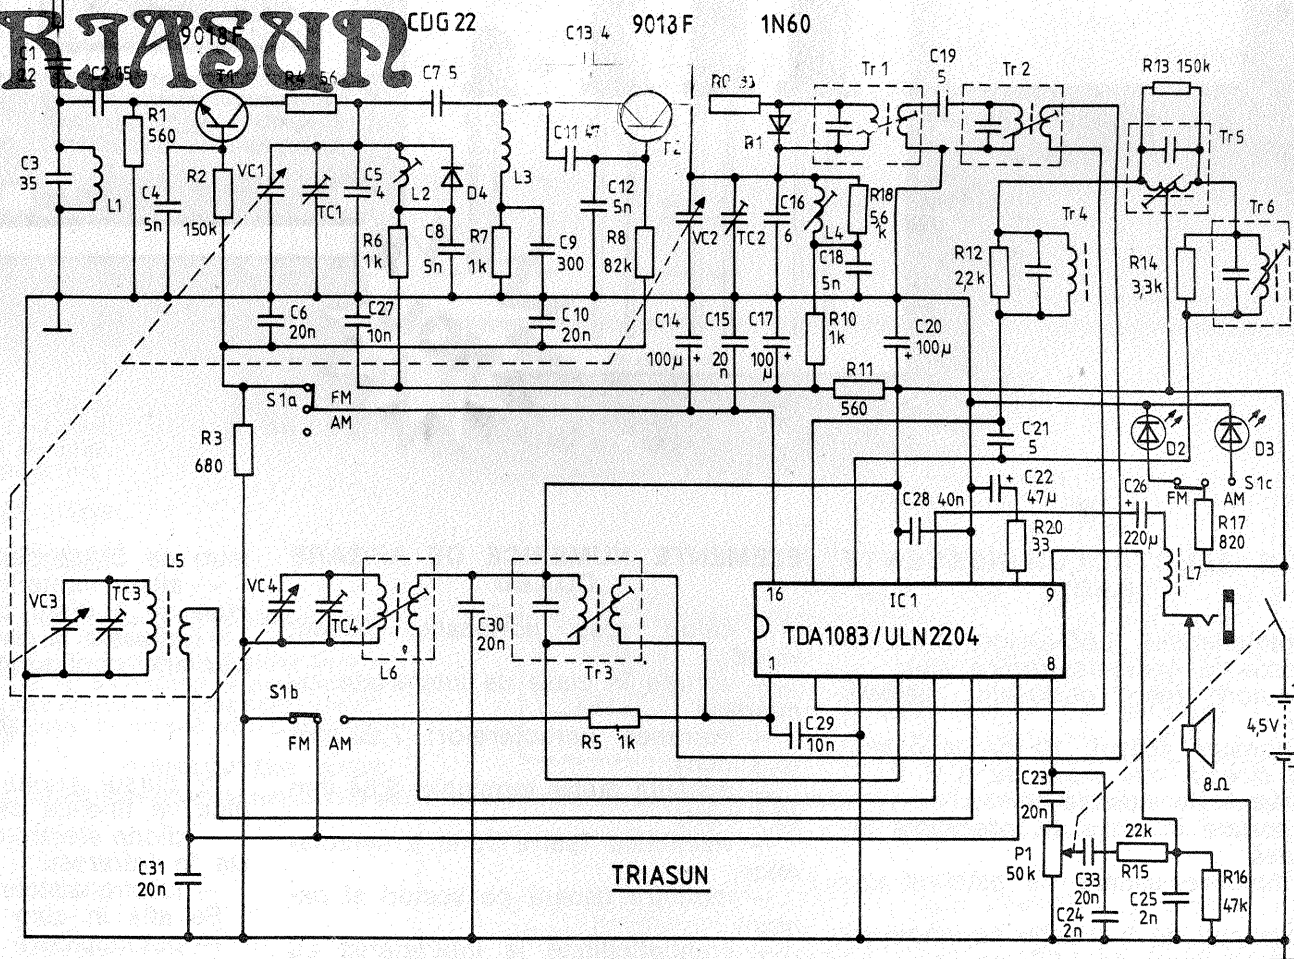 TRIASUN
CDG 22
9018F
9013F
1N60
C1
22
C2 15
T1
R4 56
C7 5
C13 4
C19
5
Tr 1
Tr 2
R13 150k
R1
560
C11 47
T2
Tr 5
C3
35
L1
C4
5n
R2
150k
VC1
TC1
C5
4
L2
D4
L3
C12
5n
R8
82k
VC2
TC2
C16
6
L4
R18
5,6
k
Tr 4
Tr 6
R6
1k
C8
5n
R7
1k
C9
300
C18
5n
R12
2,2k
R14
3,3k
C6
20n
C27
10n
C10
20n
C14
100µ
+
C15
20
n
C17
100
µ
+
R10
1k
C20
100µ
+
R11
560
S1a
FM
AM
R3
680
C21
5
D2
D3
C22
47µ
+
C28 40n
R20
33
C26
+
220µ
FM
AM
S1c
R17
820
L5
L7
VC3
TC3
VC4
TC4
L6
C30
20n
Tr3
16
IC1
9
TDA1083/ULN2204
1
8
S1b
FM
AM
R5 1k
C29
10n
4,5V
8Ω
C23
20n
P1
50k
22k
R15
C33
20n
C24
2n
C25
2n
R16
47k
C31
20n
TRIASUN